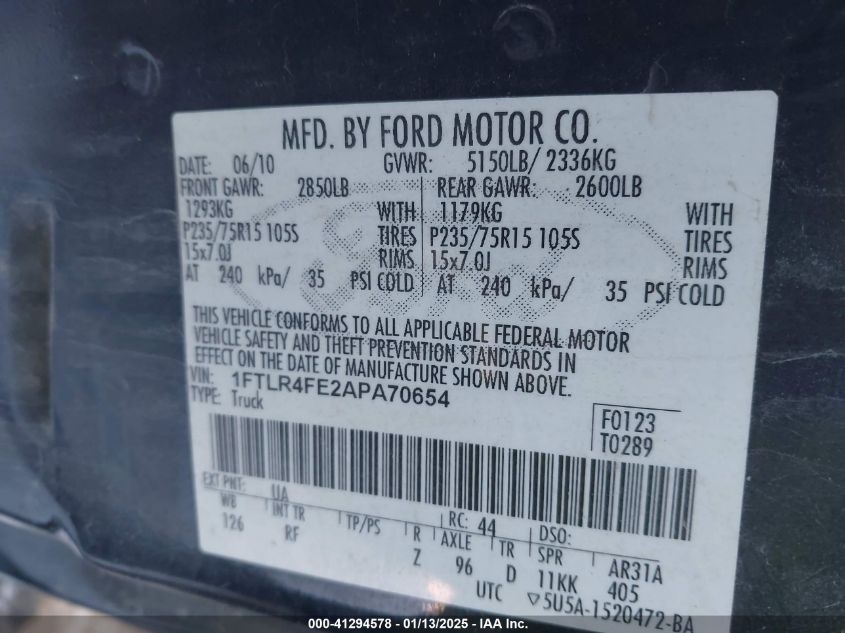 MFD. BY FORD MOTOR CO.
DATE: 06/10 GVWR: 5150LB/ 2336KG
FRONT GAWR: 2850LB REAR GAWR: 2600LB
1293KG WITH 1179KG WITH
P235/75R15 105S TIRES P235/75R15 105S TIRES
15x7.0J RIMS 15x7.0J RIMS
AT 240 kPa/ 35 PSI COLD AT 240 kPa/ 35 PSI COLD
THIS VEHICLE CONFORMS TO ALL APPLICABLE FEDERAL MOTOR
VEHICLE SAFETY AND THEFT PREVENTION STANDARDS IN
EFFECT ON THE DATE OF MANUFACTURE SHOWN ABOVE.
VIN: 1FTLR4FE2APA70654
TYPE: Truck
F0123
T0289
EXT PNT: UA RC: 44 DSO:
WB INT TR TP/PS R AXLE TR SPR AR31A
126 RF Z 96 D 11KK 405
UTC ▽5U5A-1520472-BA
000-41294578 - 01/13/2025 - IAA Inc.